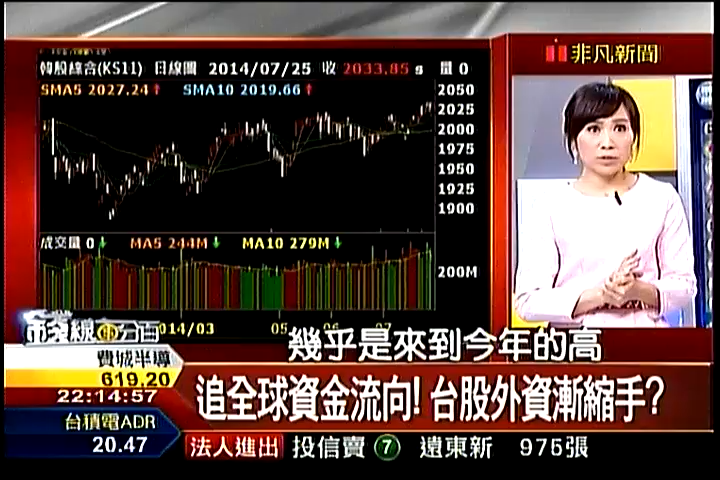 韓股綜合(KS11) 日線圖 2014/07/25 收 2033.85 s 量 0
SMA5 2027.24↑ SMA10 2019.66↑
2050
2025
2000
1975
1950
1925
1900
成交量 0↓ MA5 244M↓ MA10 279M↓
200M
014/03 05 06 07
非凡新聞
幾乎是來到今年的高
費城半導
619.20
22:14:57
追全球資金流向! 台股外資漸縮手?
台積電ADR
20.47
法人進出 投信賣 7 遠東新 975張